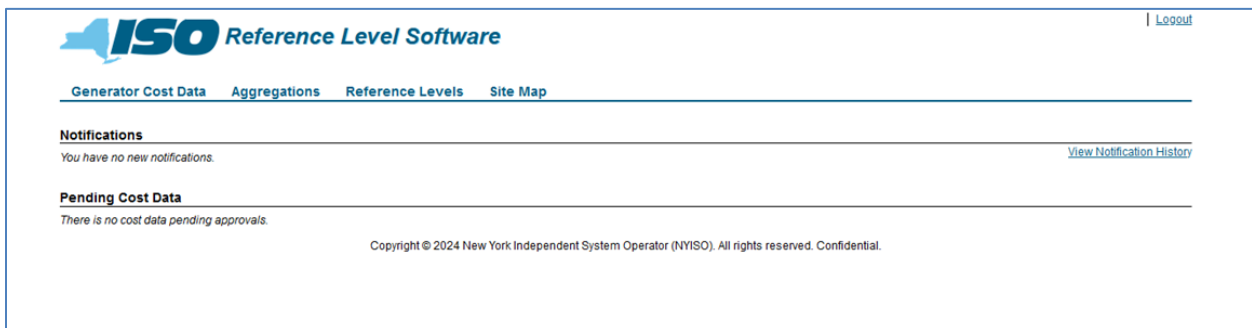 | Logout
ISO Reference Level Software
Generator Cost Data Aggregations Reference Levels Site Map
Notifications
You have no new notifications. View Notification History
Pending Cost Data
There is no cost data pending approvals.
Copyright © 2024 New York Independent System Operator (NYISO). All rights reserved. Confidential.